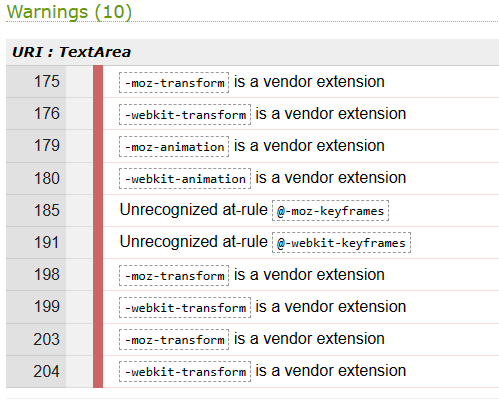 Warnings (10)
URI : TextArea
175 -moz-transform is a vendor extension
176 -webkit-transform is a vendor extension
179 -moz-animation is a vendor extension
180 -webkit-animation is a vendor extension
185 Unrecognized at-rule @-moz-keyframes
191 Unrecognized at-rule @-webkit-keyframes
198 -moz-transform is a vendor extension
199 -webkit-transform is a vendor extension
203 -moz-transform is a vendor extension
204 -webkit-transform is a vendor extension